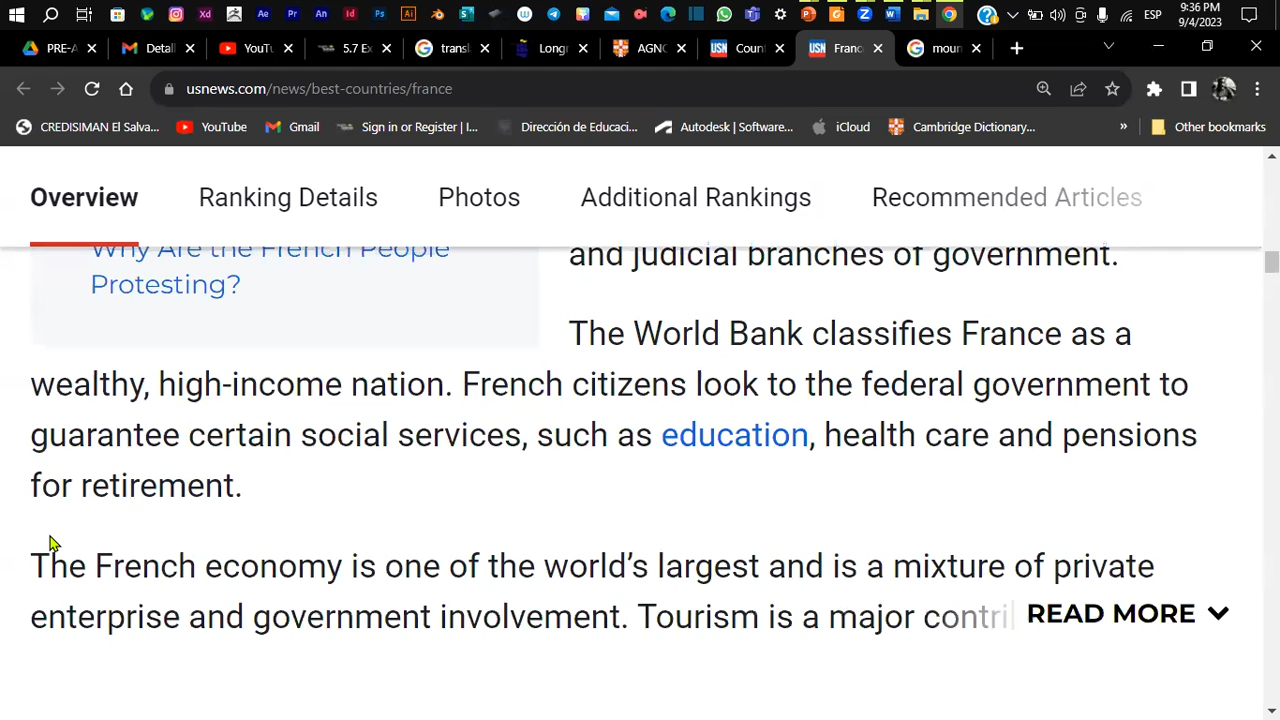 9:36 PM
ESP
9/4/2023
PRE-A
Detail
YouTu
5.7 Ex
trans
Longr
AGNO
Count
Franc
moun
usnews.com/news/best-countries/france
CREDISIMAN El Salva...
YouTube
Gmail
Sign in or Register | I...
Dirección de Educaci...
Autodesk | Software...
iCloud
Cambridge Dictionary...
»
Other bookmarks
Overview
Ranking Details
Photos
Additional Rankings
Recommended Articles
Why Are the French People
Protesting?
and judicial branches of government.
The World Bank classifies France as a
wealthy, high-income nation. French citizens look to the federal government to
guarantee certain social services, such as education, health care and pensions
for retirement.
The French economy is one of the world's largest and is a mixture of private
enterprise and government involvement. Tourism is a major contri READ MORE